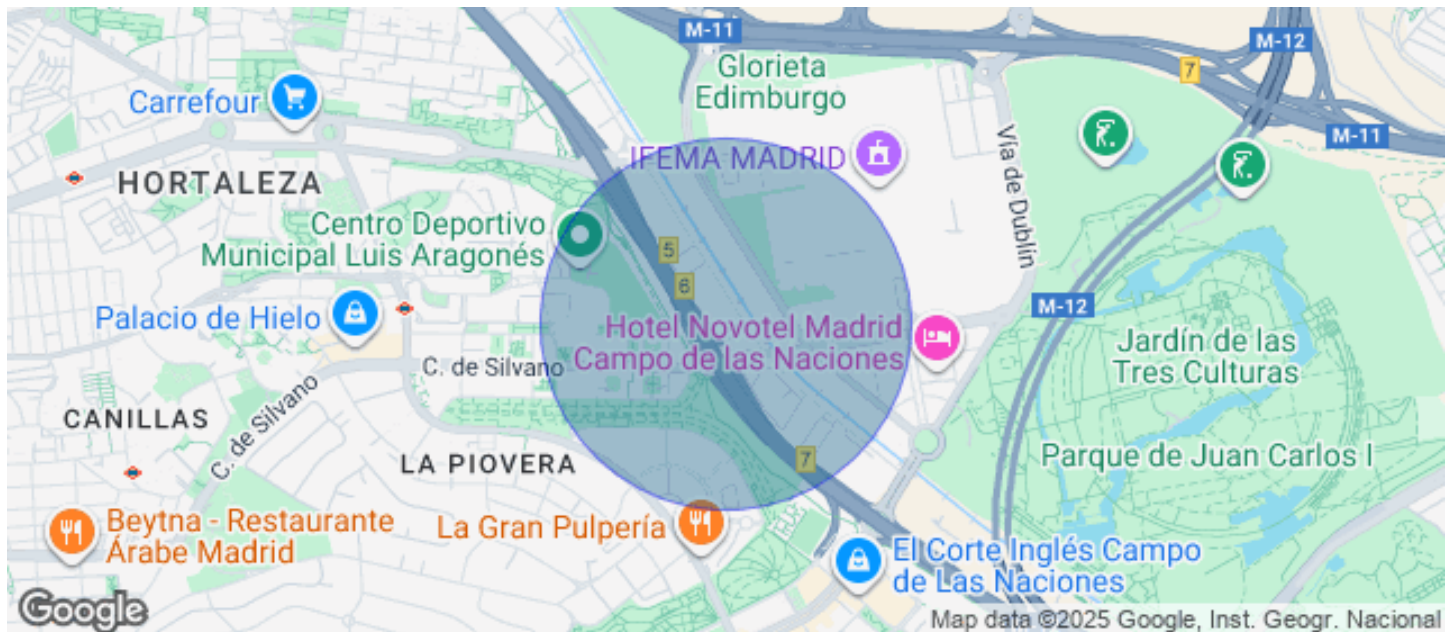 M-11
M-12
Glorieta
Edimburgo
7
Carrefour
M-11
IFEMA MADRID
Vía de Dublín
HORTALEZA
Centro Deportivo
Municipal Luis Aragonés
5
6
M-12
Palacio de Hielo
Hotel Novotel Madrid
Campo de las Naciones
Jardín de las
Tres Culturas
C. de Silvano
CANILLAS
C. de Silvano
LA PIOVERA
7
Parque de Juan Carlos I
Beytna - Restaurante
Árabe Madrid
La Gran Pulpería
El Corte Inglés Campo
de Las Naciones
Google
Map data ©2025 Google, Inst. Geogr. Nacional